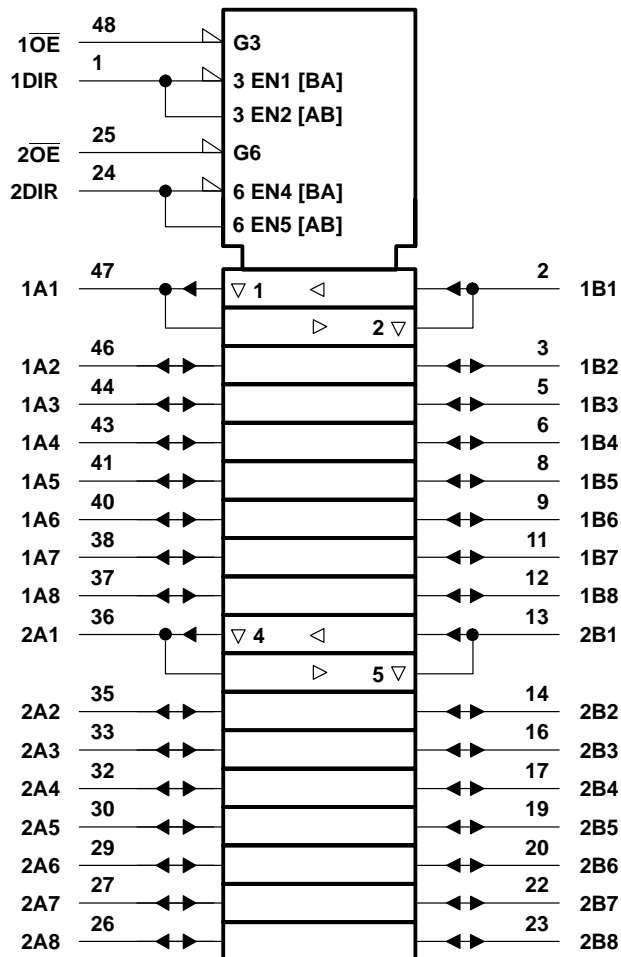 48
1O̅E̅ G3
1
1DIR 3 EN1 [BA]
3 EN2 [AB]
25
2O̅E̅ G6
24
2DIR 6 EN4 [BA]
6 EN5 [AB]
47 2
1A1 ▽ 1 ◁ 1B1
▷ 2 ▽
46 3
1A2 1B2
44 5
1A3 1B3
43 6
1A4 1B4
41 8
1A5 1B5
40 9
1A6 1B6
38 11
1A7 1B7
37 12
1A8 1B8
36 13
2A1 ▽ 4 ◁ 2B1
▷ 5 ▽
35 14
2A2 2B2
33 16
2A3 2B3
32 17
2A4 2B4
30 19
2A5 2B5
29 20
2A6 2B6
27 22
2A7 2B7
26 23
2A8 2B8